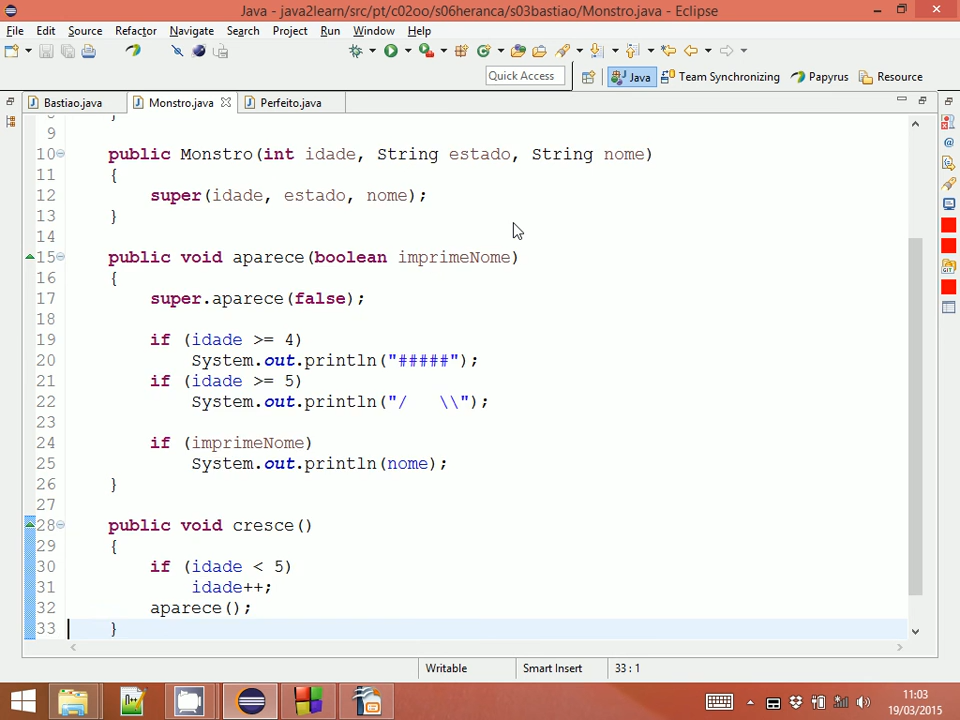 Java - java2learn/src/pt/c02oo/s06heranca/s03bastiao/Monstro.java - Eclipse
File Edit Source Refactor Navigate Search Project Run Window Help
Quick Access Java Team Synchronizing Papyrus Resource
Bastiao.java Monstro.java Perfeito.java
9
10 public Monstro(int idade, String estado, String nome)
11 {
12 super(idade, estado, nome);
13 }
14
15 public void aparece(boolean imprimeNome)
16 {
17 super.aparece(false);
18
19 if (idade >= 4)
20 System.out.println("#####");
21 if (idade >= 5)
22 System.out.println("/   \\");
23
24 if (imprimeNome)
25 System.out.println(nome);
26 }
27
28 public void cresce()
29 {
30 if (idade < 5)
31 idade++;
32 aparece();
33 }
Writable Smart Insert 33 : 1
11:03
19/03/2015